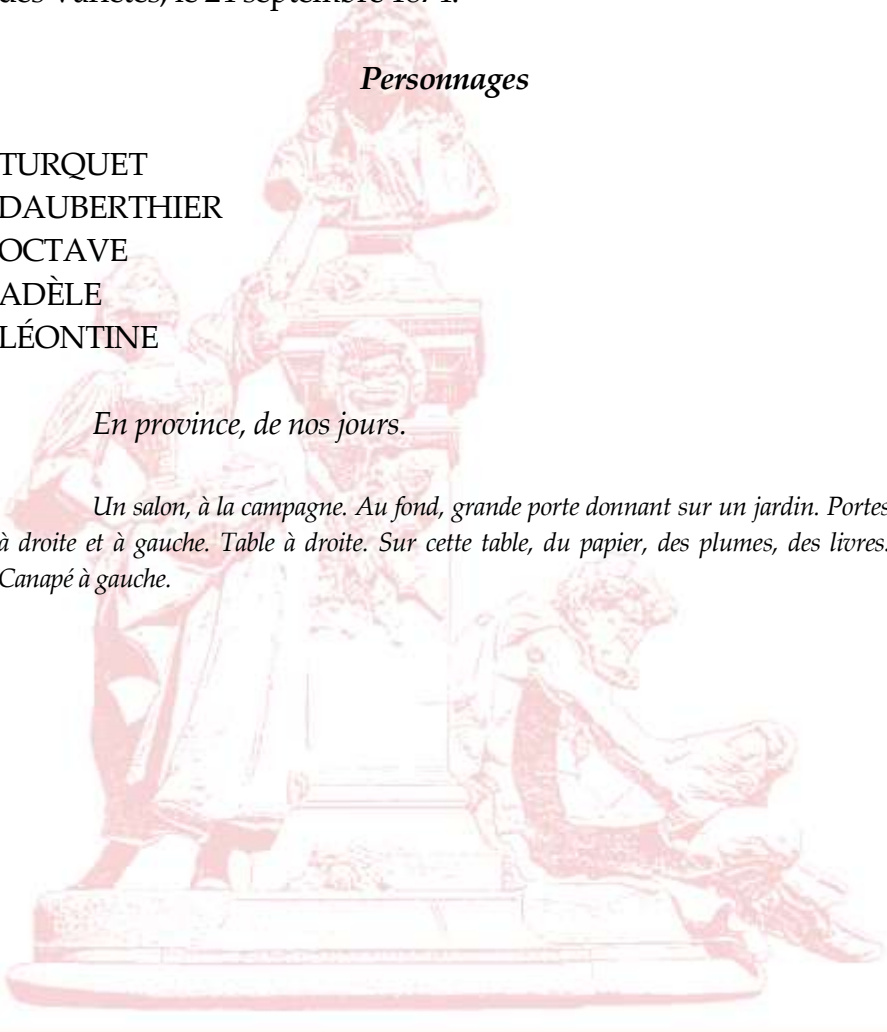 des Variétés, le 21 septembre 1874.
Personnages
TURQUET
DAUBERTHIER
OCTAVE
ADÈLE
LÉONTINE
En province, de nos jours.
Un salon, à la campagne. Au fond, grande porte donnant sur un jardin. Portes
à droite et à gauche. Table à droite. Sur cette table, du papier, des plumes, des livres.
Canapé à gauche.